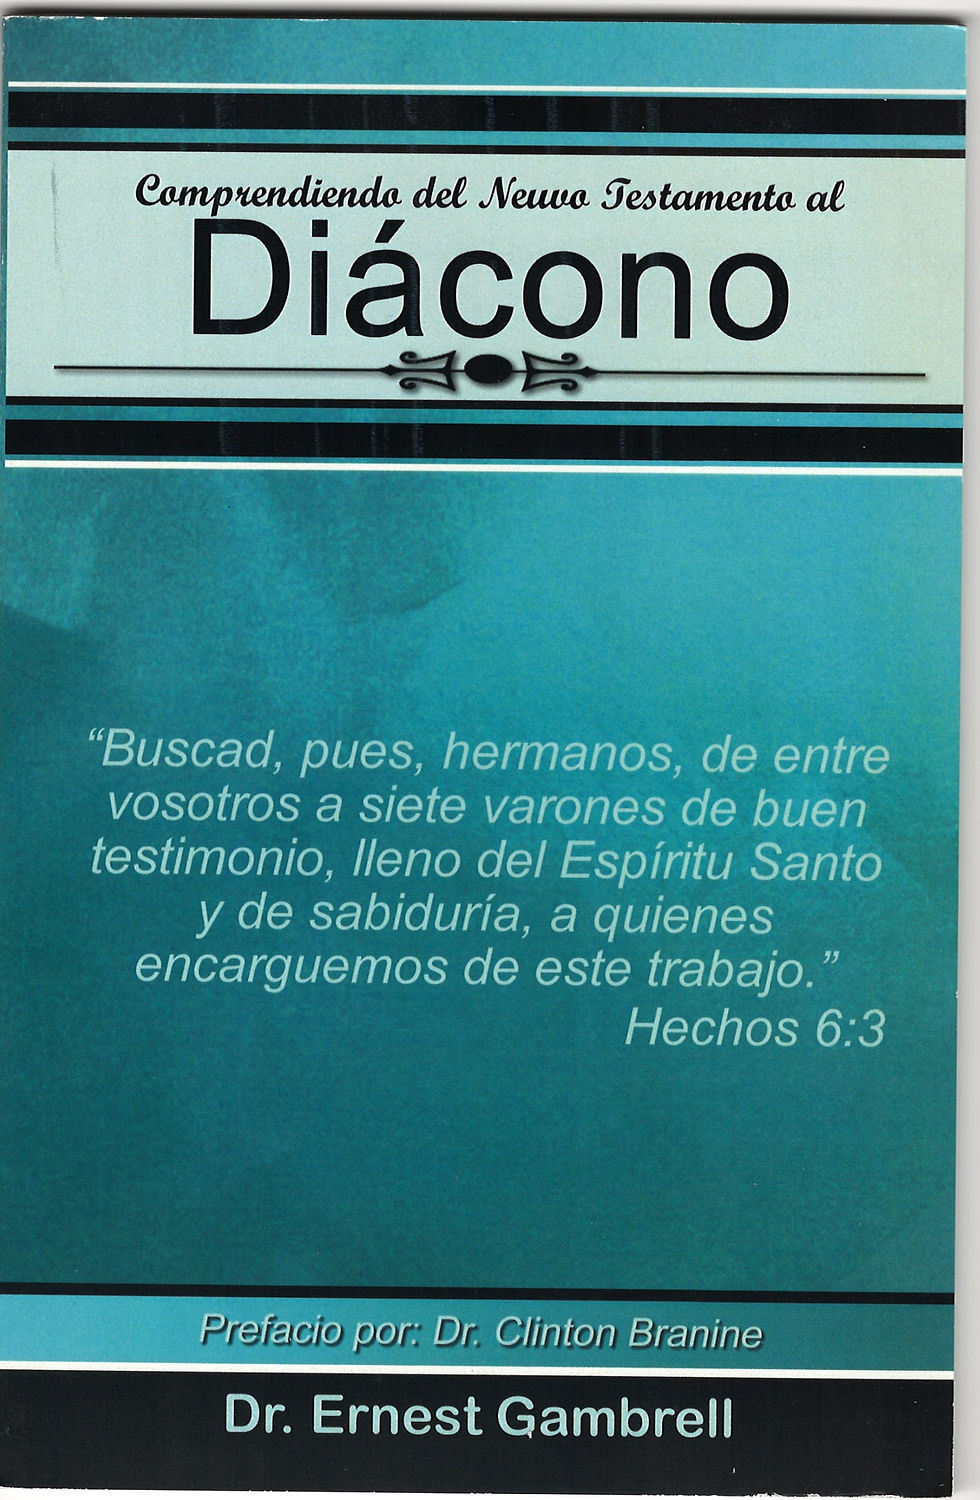 Comprendiendo del Neuvo Testamento al
Diácono
“Buscad, pues, hermanos, de entre
vosotros a siete varones de buen
testimonio, lleno del Espíritu Santo
y de sabiduría, a quienes
encarguemos de este trabajo.”
Hechos 6:3
Prefacio por: Dr. Clinton Branine
Dr. Ernest Gambrell